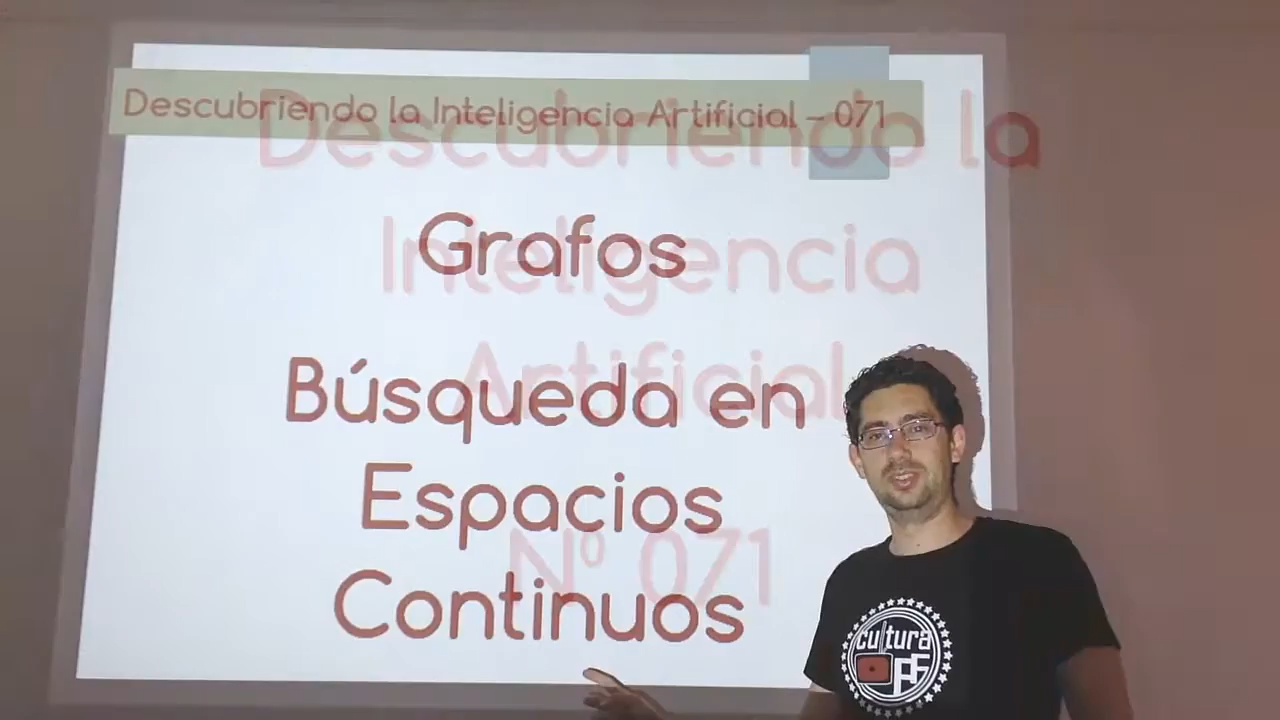 Descubriendo la Inteligencia Artificial – 071
Descubriendo la
Inteligencia
Artificial
Nº 071
Grafos
Búsqueda en
Espacios
Continuos
cultura